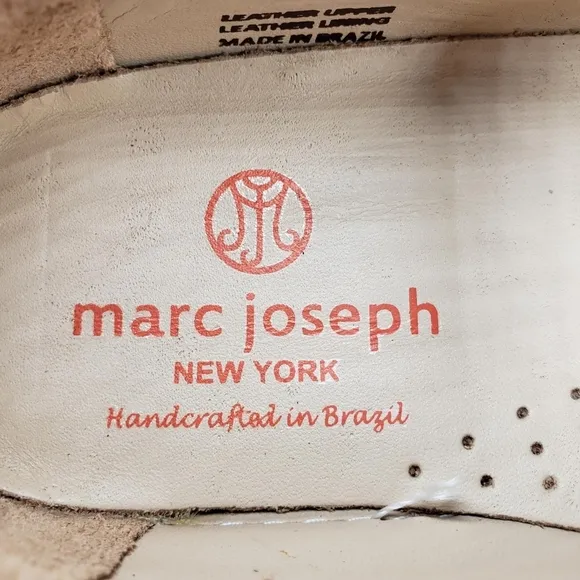 LEATHER UPPER
LEATHER LINING
MADE IN BRAZIL
marc joseph
NEW YORK
Handcrafted in Brazil